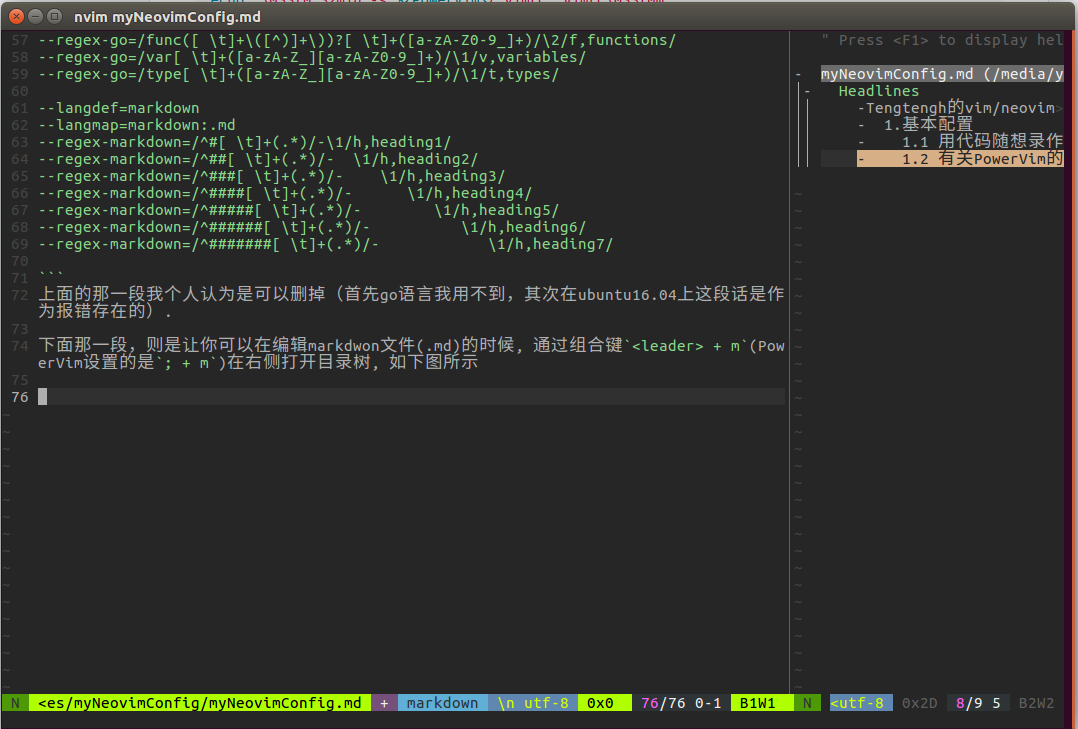 nvim myNeovimConfig.md
57 --regex-go=/func([ \t]+\([^)]+\))?[ \t]+([a-zA-Z0-9_]+)/\2/f,functions/
58 --regex-go=/var[ \t]+([a-zA-Z_][a-zA-Z0-9_]+)/\1/v,variables/
59 --regex-go=/type[ \t]+([a-zA-Z_][a-zA-Z0-9_]+)/\1/t,types/
60
61 --langdef=markdown
62 --langmap=markdown:.md
63 --regex-markdown=/^#[ \t]+(.*)/-\1/h,heading1/
64 --regex-markdown=/^##[ \t]+(.*)/-  \1/h,heading2/
65 --regex-markdown=/^###[ \t]+(.*)/-    \1/h,heading3/
66 --regex-markdown=/^####[ \t]+(.*)/-      \1/h,heading4/
67 --regex-markdown=/^#####[ \t]+(.*)/-        \1/h,heading5/
68 --regex-markdown=/^######[ \t]+(.*)/-          \1/h,heading6/
69 --regex-markdown=/^#######[ \t]+(.*)/-            \1/h,heading7/
70
71 ```
72 上面的那一段我个人认为是可以删掉（首先go语言我用不到，其次在ubuntu16.04上这段话是作
为报错存在的）.
73
74 下面那一段，则是让你可以在编辑markdwon文件(.md)的时候, 通过组合键`<leader> + m`(Pow
erVim设置的是`; + m`)在右侧打开目录树, 如下图所示
75
76
" Press <F1> to display hel
- myNeovimConfig.md (/media/y
- Headlines
-Tengtengh的vim/neovim>
-  1.基本配置
-    1.1 用代码随想录作
-    1.2 有关PowerVim的
N <es/myNeovimConfig/myNeovimConfig.md + markdown \n utf-8 0x0 76/76 0-1 B1W1 N <utf-8 0x2D 8/9 5 B2W2